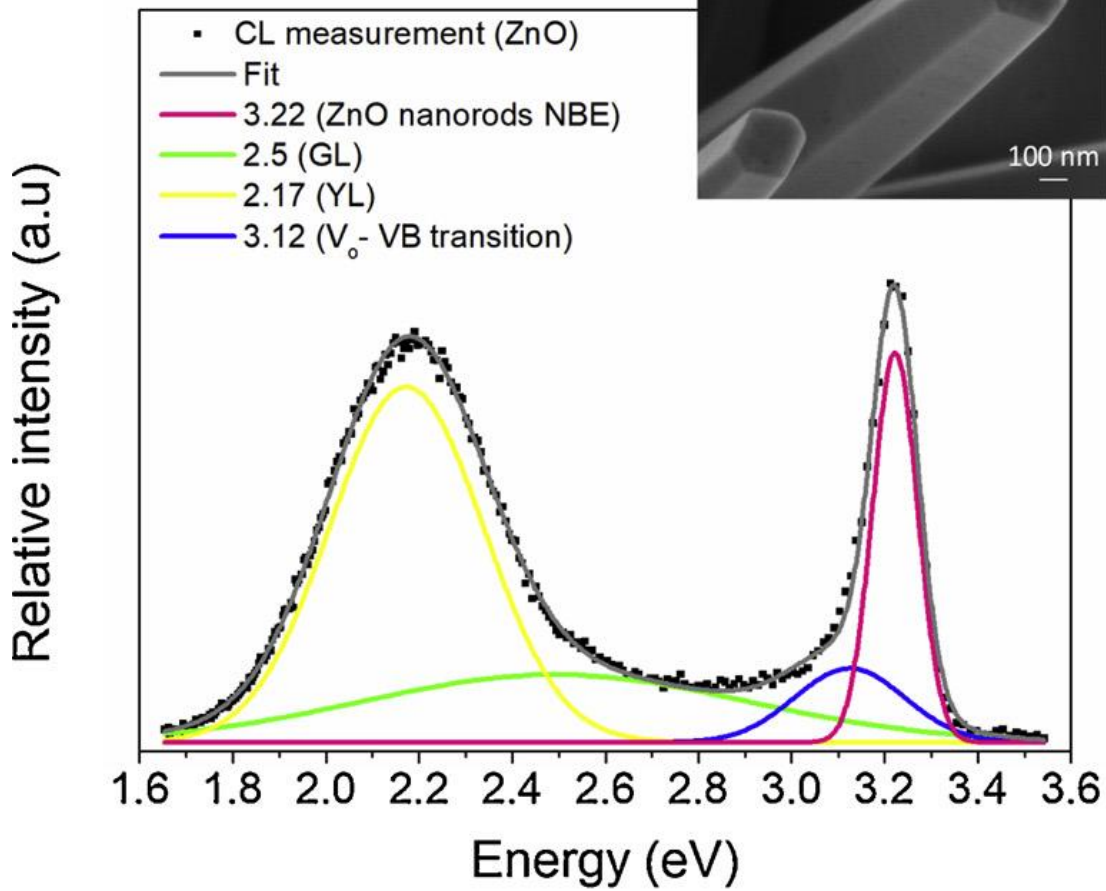 CL measurement (ZnO)
Fit
3.22 (ZnO nanorods NBE)
2.5 (GL)
2.17 (YL)
3.12 (Vo- VB transition)
100 nm
Relative intensity (a.u)
1.6 1.8 2.0 2.2 2.4 2.6 2.8 3.0 3.2 3.4 3.6
Energy (eV)